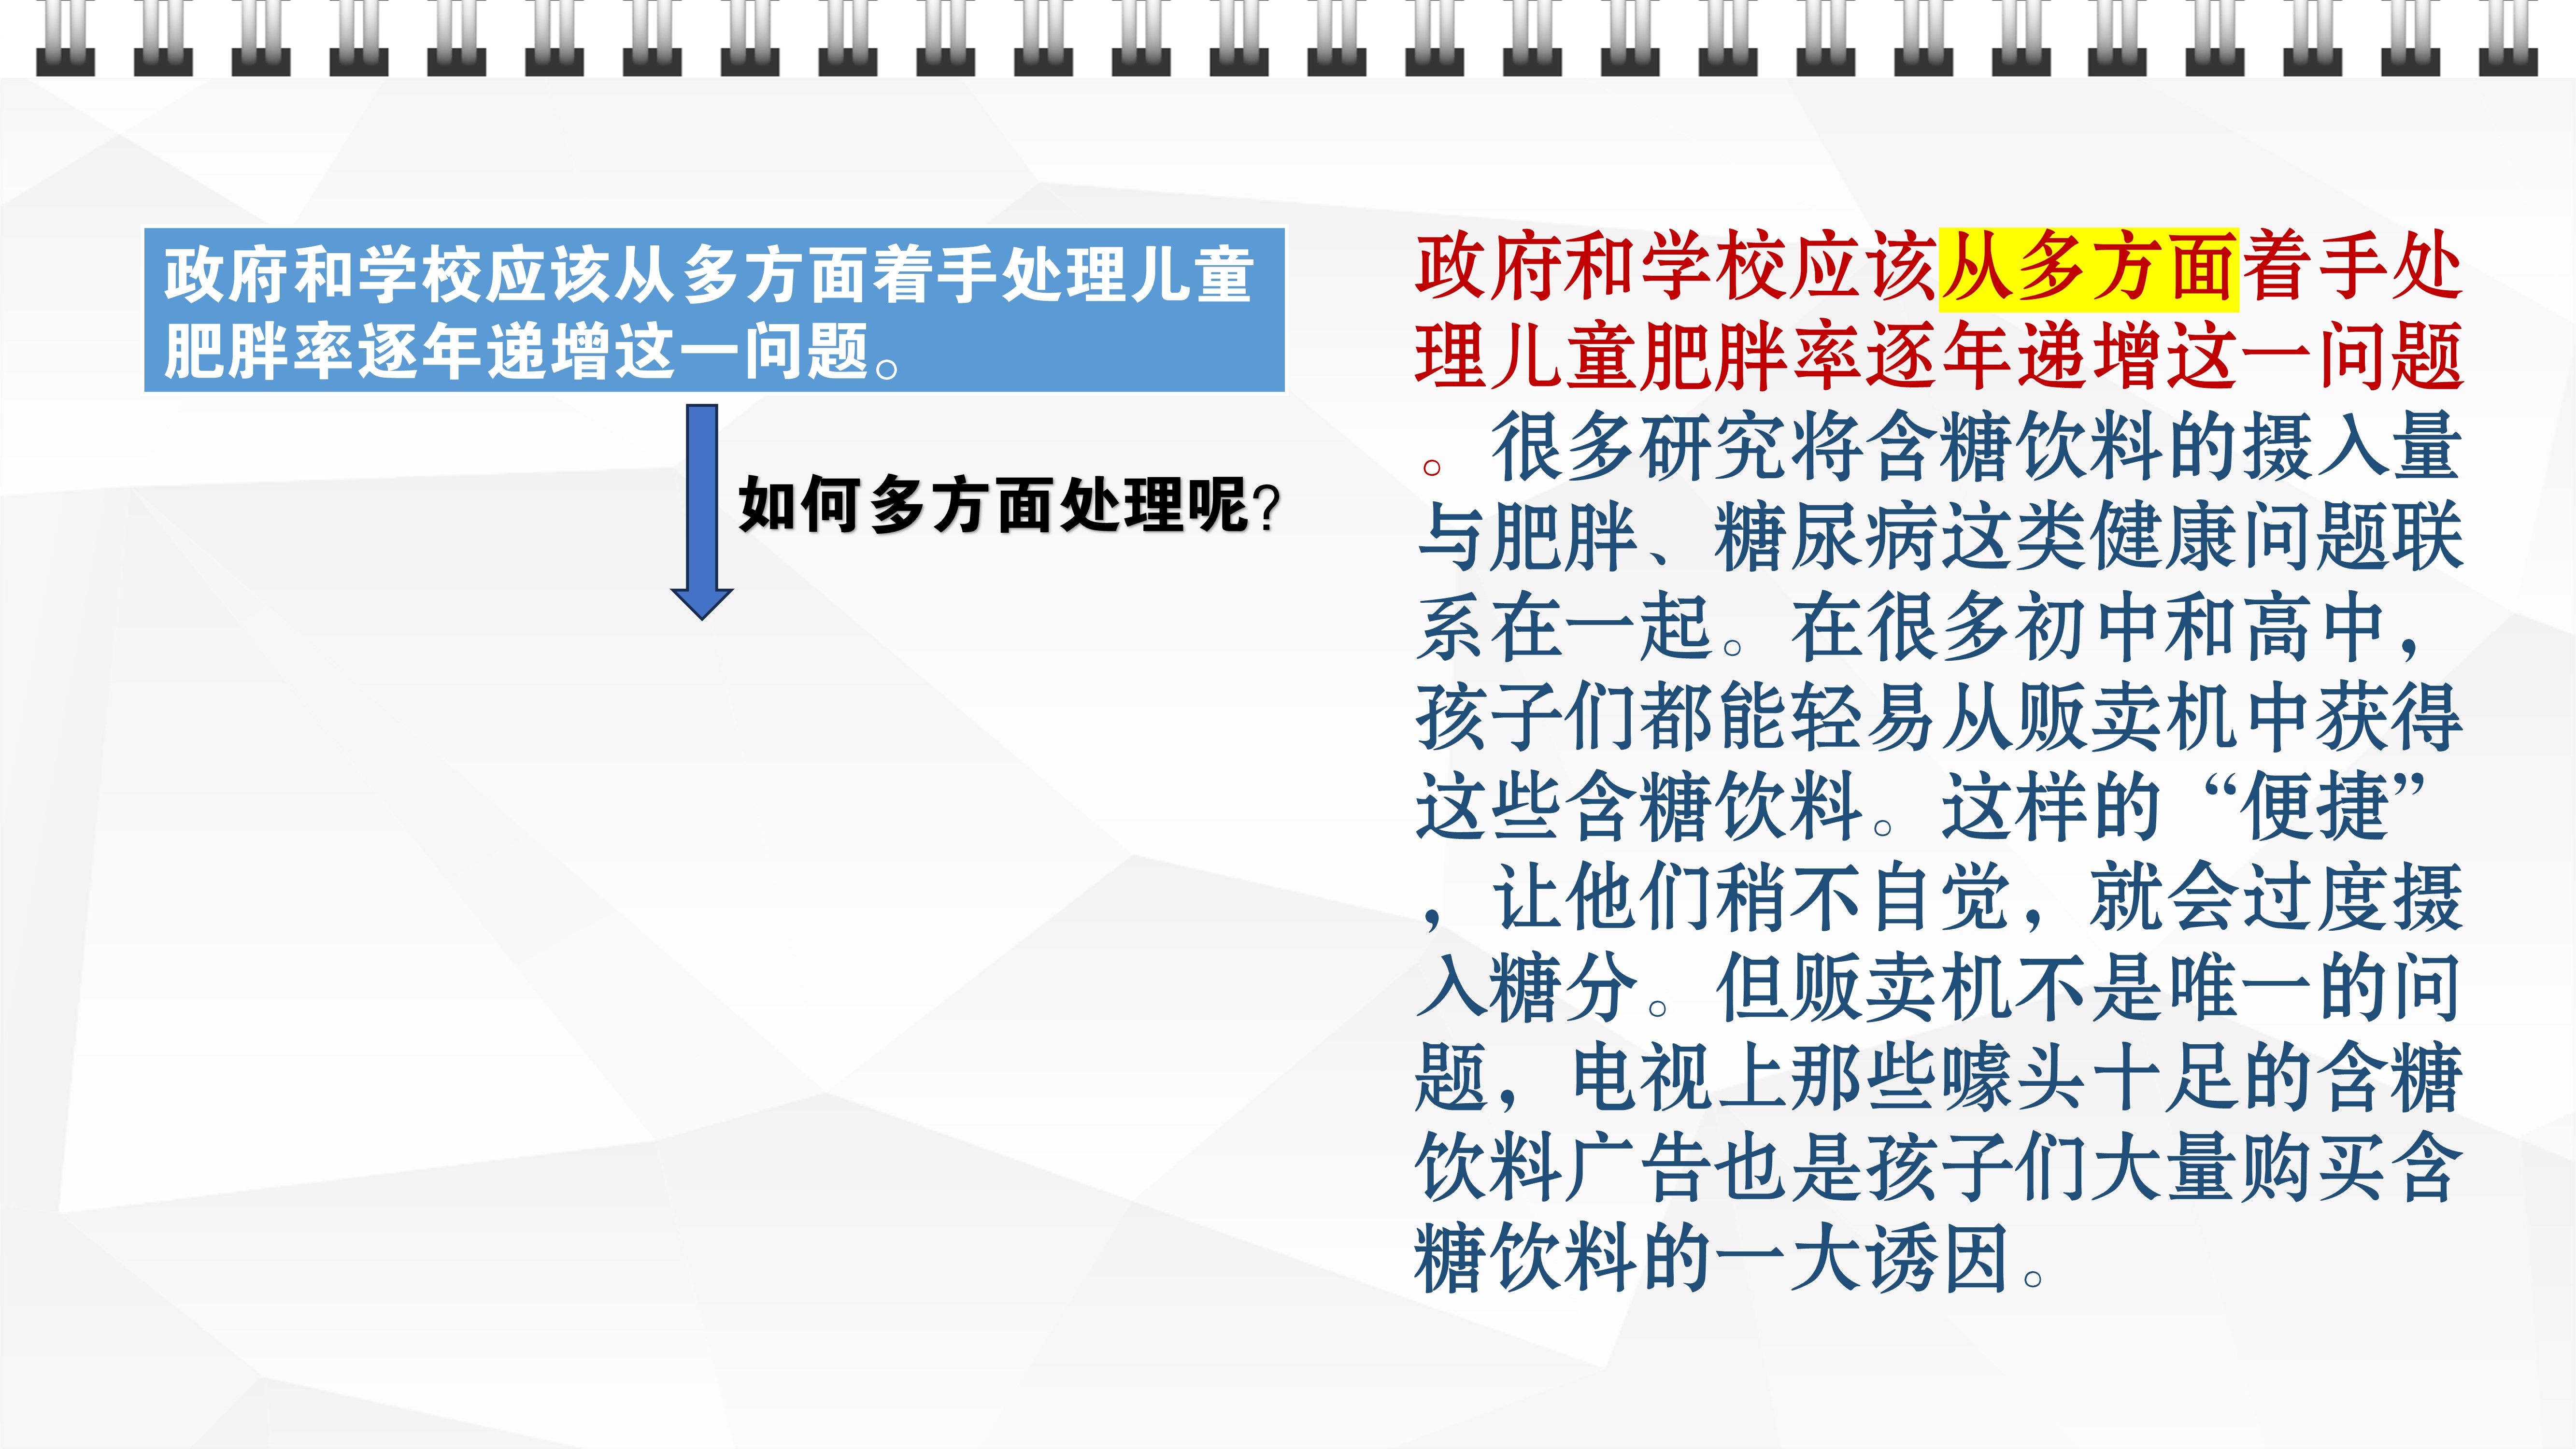 政府和学校应该从多方面着手处理儿童
肥胖率逐年递增这一问题。
如何多方面处理呢?
政府和学校应该从多方面着手处
理儿童肥胖率逐年递增这一问题
。很多研究将含糖饮料的摄入量
与肥胖、糖尿病这类健康问题联
系在一起。在很多初中和高中，
孩子们都能轻易从贩卖机中获得
这些含糖饮料。这样的“便捷”
，让他们稍不自觉，就会过度摄
入糖分。但贩卖机不是唯一的问
题，电视上那些噱头十足的含糖
饮料广告也是孩子们大量购买含
糖饮料的一大诱因。